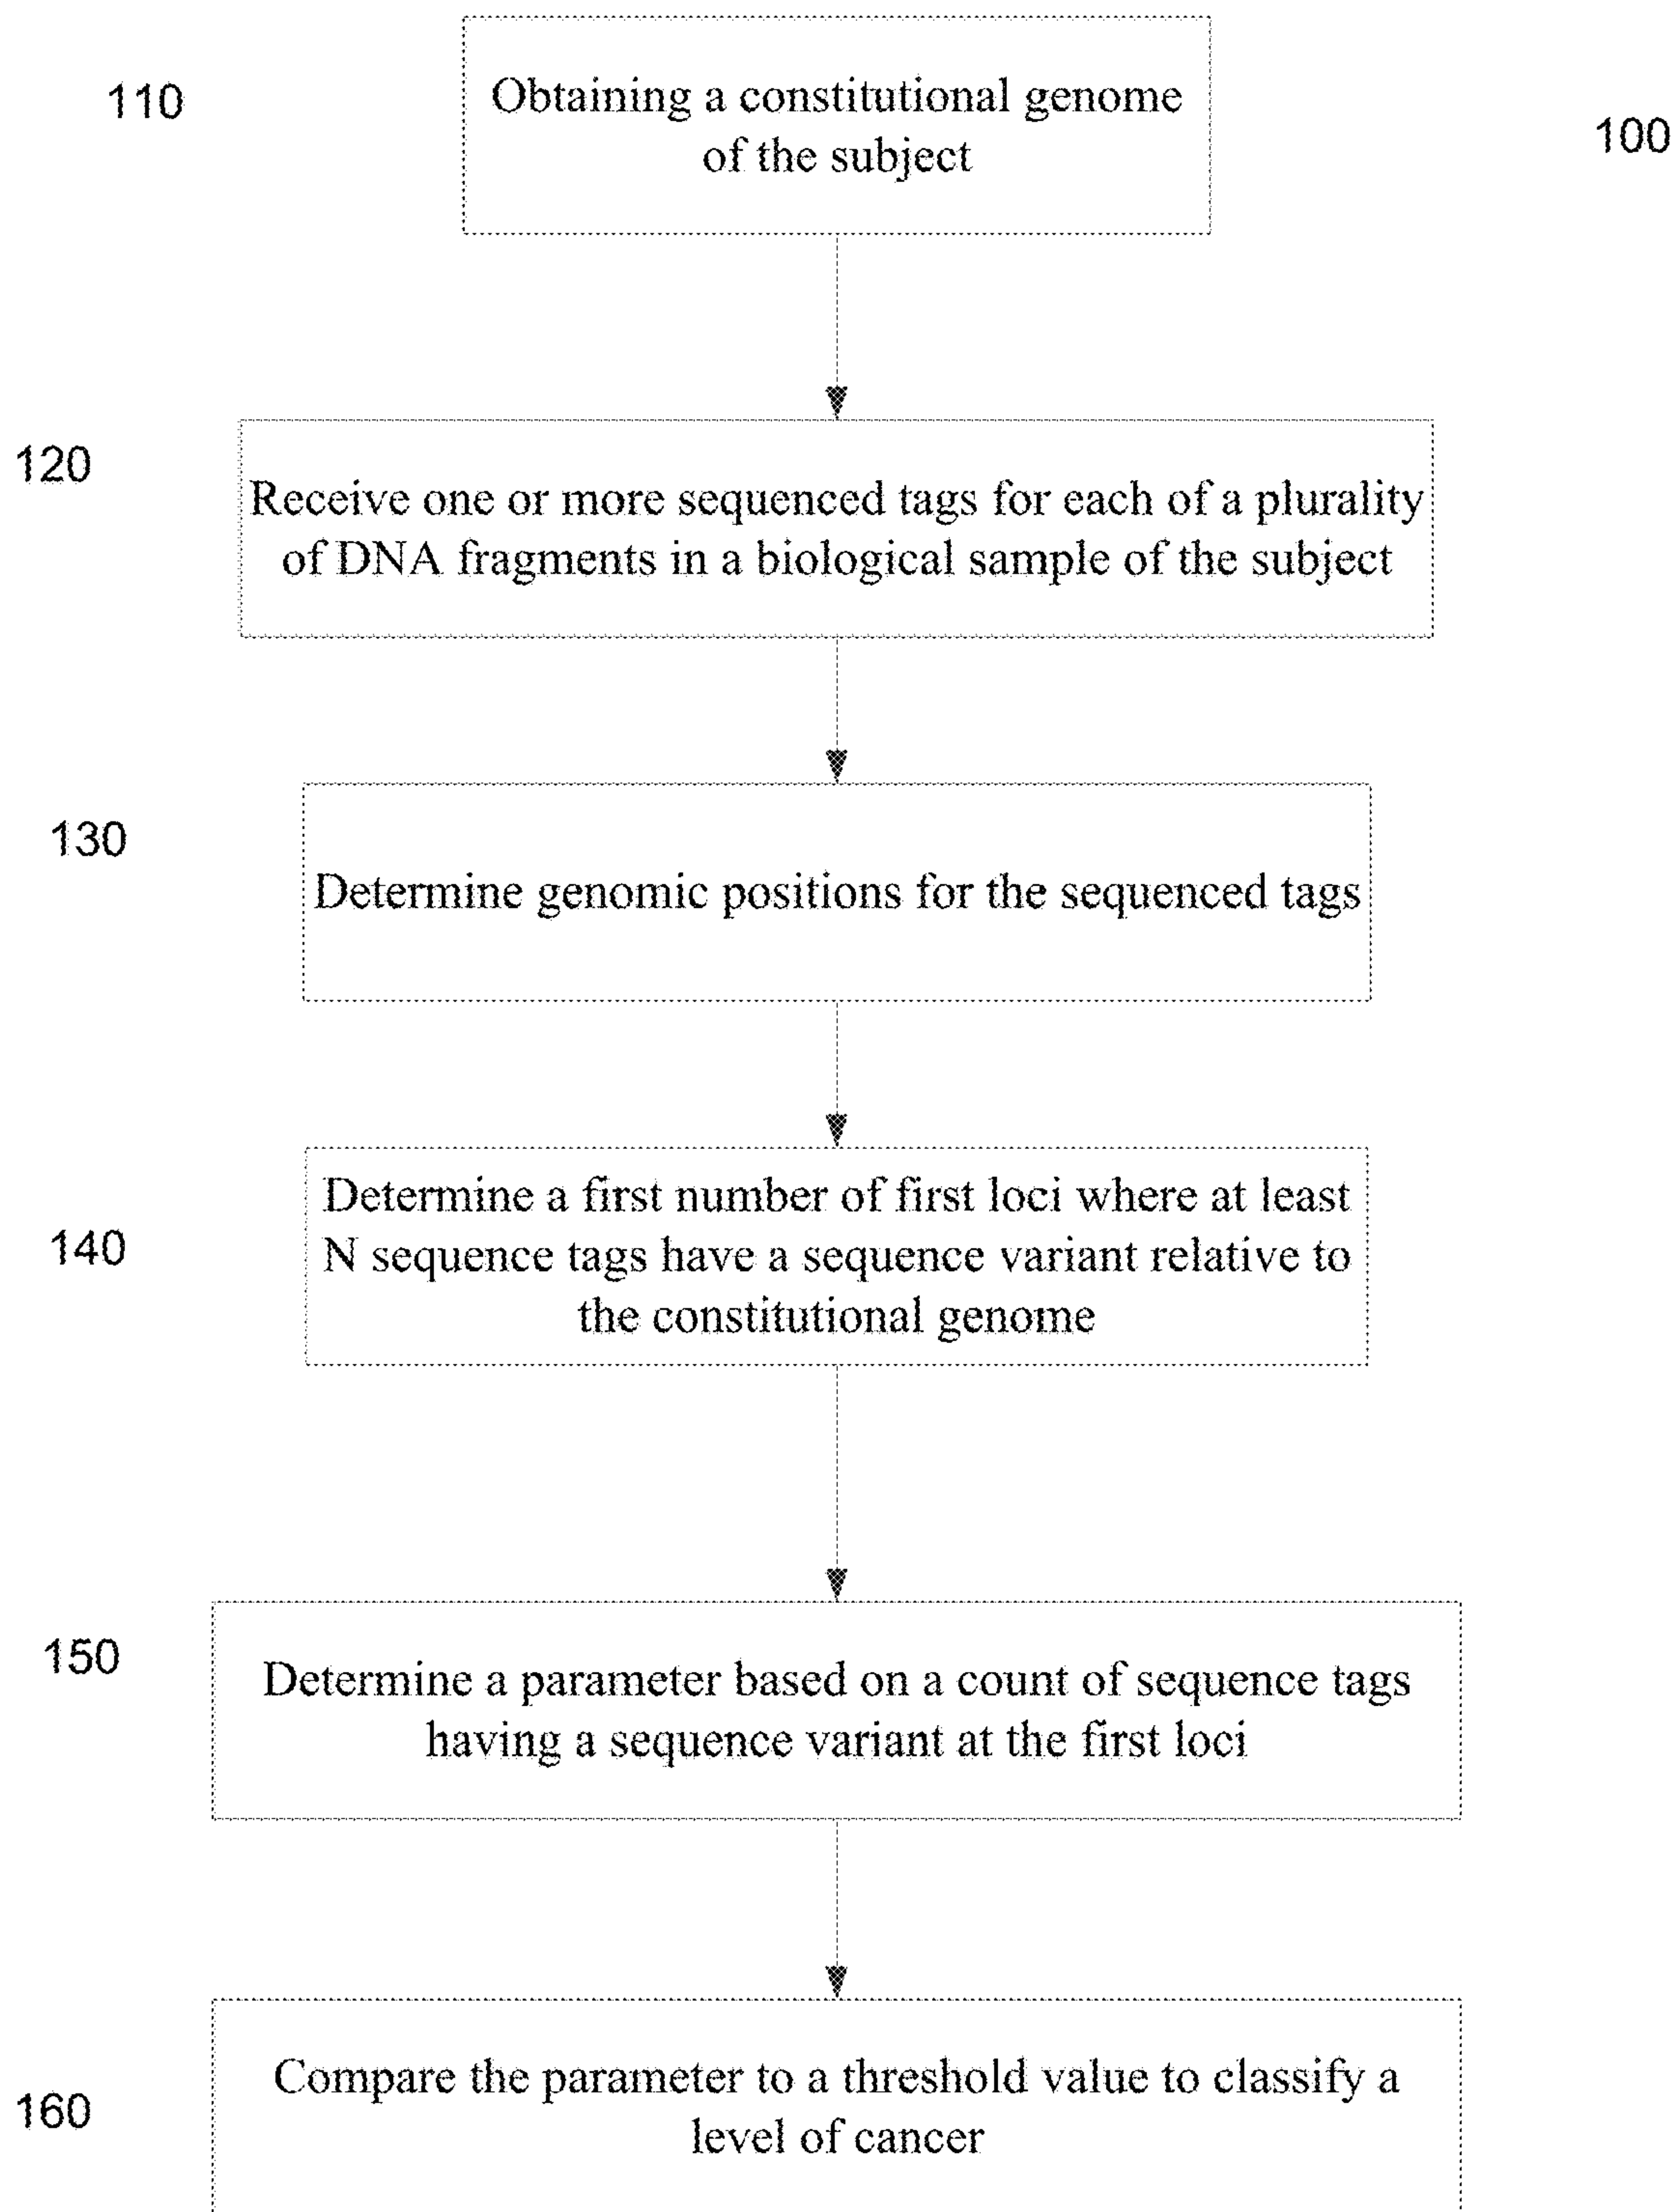 110
Obtaining a constitutional genome
of the subject
100
120
Receive one or more sequenced tags for each of a plurality
of DNA fragments in a biological sample of the subject
130
Determine genomic positions for the sequenced tags
140
Determine a first number of first loci where at least
N sequence tags have a sequence variant relative to
the constitutional genome
150
Determine a parameter based on a count of sequence tags
having a sequence variant at the first loci
160
Compare the parameter to a threshold value to classify a
level of cancer